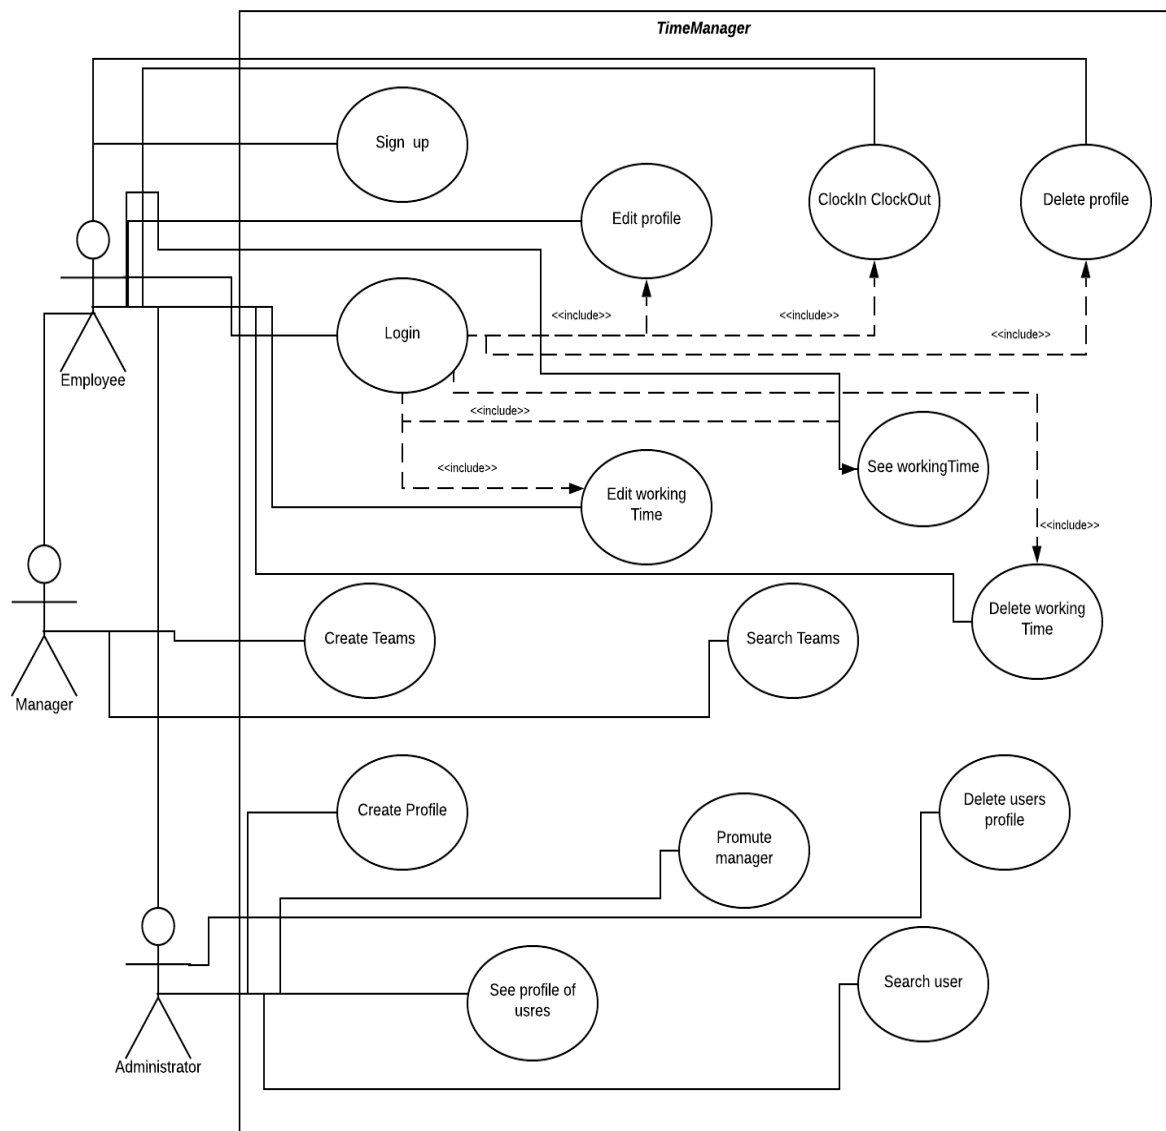 TimeManager
Sign up
ClockIn ClockOut
Delete profile
Edit profile
<<include>>
<<include>>
<<include>>
Login
Employee
<<include>>
<<include>>
See workingTime
Edit working
Time
<<include>>
Delete working
Time
Create Teams
Search Teams
Manager
Create Profile
Delete users
profile
Promute
manager
See profile of
usres
Search user
Administrator